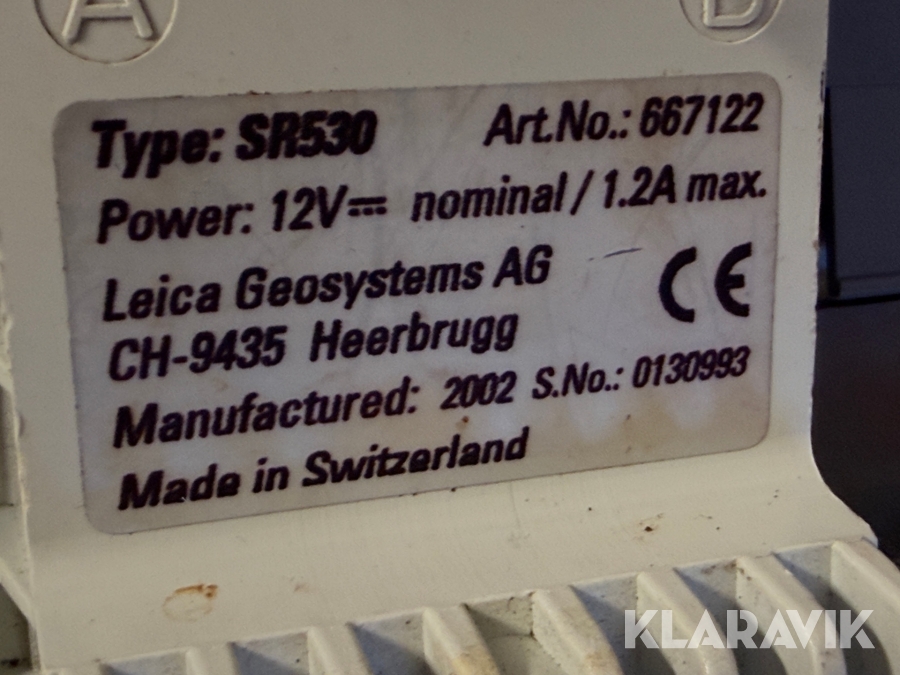 A B
Type: SR530 Art.No.: 667122
Power: 12V⎓ nominal / 1.2A max.
Leica Geosystems AG CE
CH-9435 Heerbrugg
Manufactured: 2002 S.No.: 0130993
Made in Switzerland
KLARAVIK